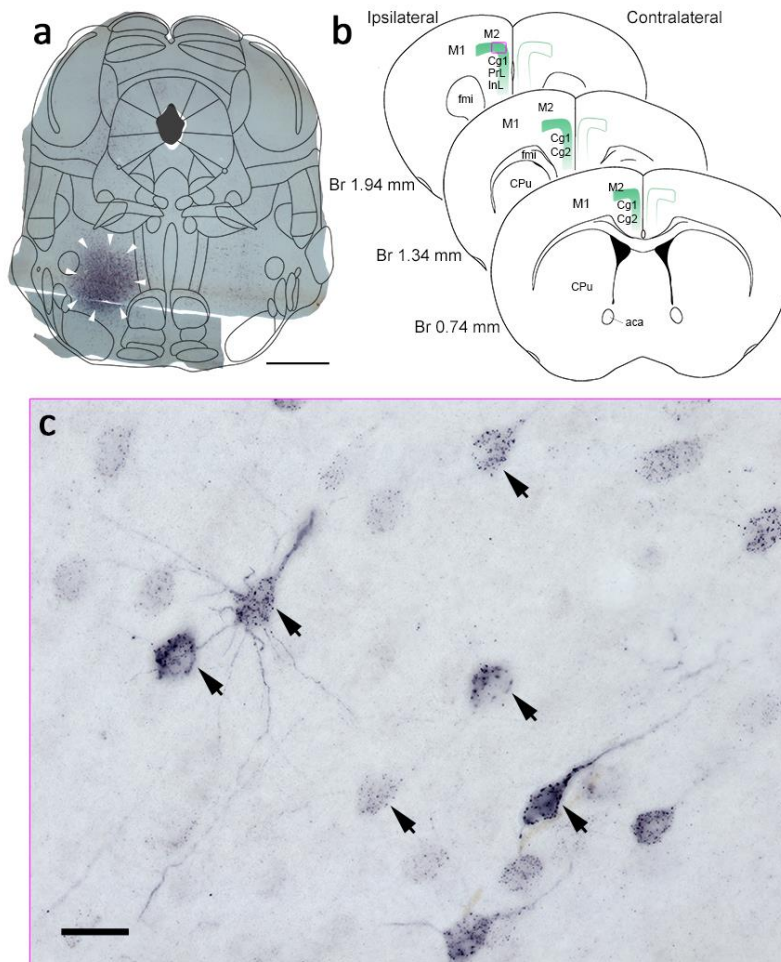 a
b
Ipsilateral
Contralateral
M2
M1
Cg1
PrL
InL
fmi
Br 1.94 mm
M2
M1
Cg1
Cg2
fmi
CPu
Br 1.34 mm
M2
M1
Cg1
Cg2
CPu
aca
Br 0.74 mm
c